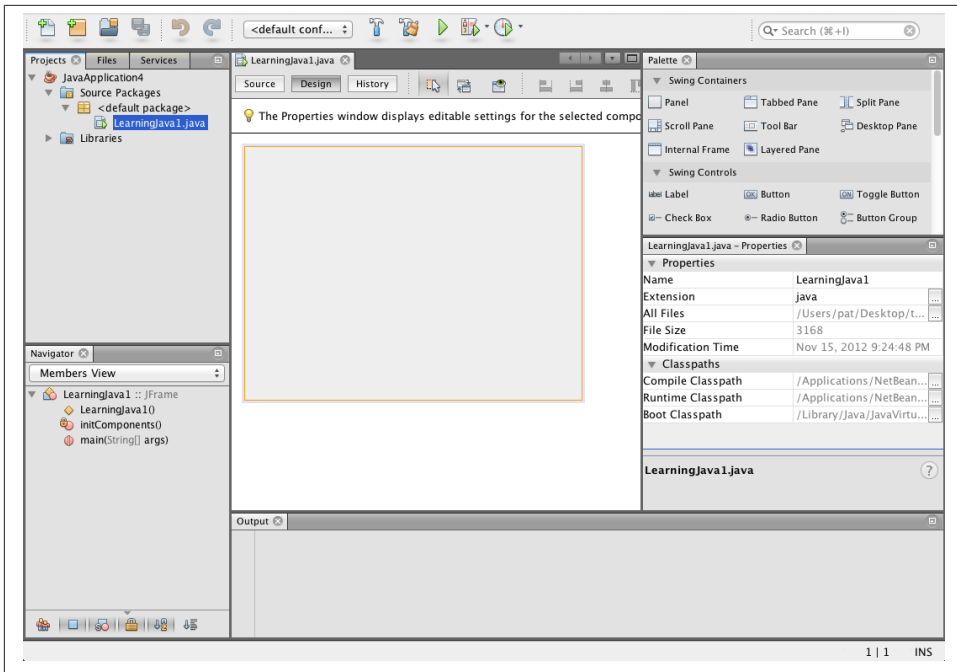 <default conf...
Search (⌘+I)
Projects
Files
Services
JavaApplication4
Source Packages
<default package>
LearningJava1.java
Libraries
Navigator
Members View
LearningJava1 :: JFrame
LearningJava1()
initComponents()
main(String[] args)
LearningJava1.java
Source
Design
History
The Properties window displays editable settings for the selected compo
Palette
Swing Containers
Panel
Tabbed Pane
Split Pane
Scroll Pane
Tool Bar
Desktop Pane
Internal Frame
Layered Pane
Swing Controls
label Label
OK Button
ON Toggle Button
Check Box
Radio Button
Button Group
LearningJava1.java – Properties
Properties
Name LearningJava1
Extension java ...
All Files /Users/pat/Desktop/t... ...
File Size 3168
Modification Time Nov 15, 2012 9:24:48 PM
Classpaths
Compile Classpath /Applications/NetBean... ...
Runtime Classpath /Applications/NetBean... ...
Boot Classpath /Library/Java/JavaVirtu... ...
LearningJava1.java ?
Output
1 | 1 INS